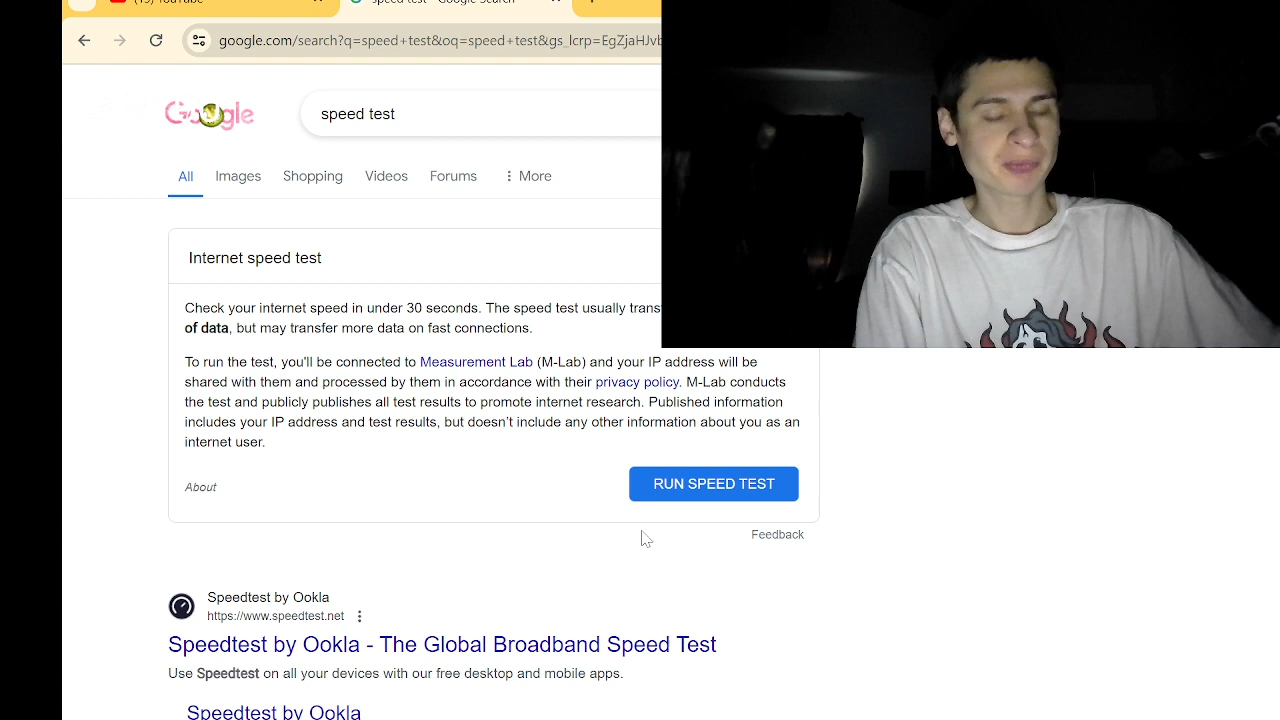 (19) YouTube
speed test - Google Search
google.com/search?q=speed+test&oq=speed+test&gs_lcrp=EgZjaHJvb
Google
speed test
All Images Shopping Videos Forums More
Internet speed test
Check your internet speed in under 30 seconds. The speed test usually
of data, but may transfer more data on fast connections.
To run the test, you'll be connected to Measurement Lab (M-Lab) and your IP address will be
shared with them and processed by them in accordance with their privacy policy. M-Lab conducts
the test and publicly publishes all test results to promote internet research. Published information
includes your IP address and test results, but doesn't include any other information about you as an
internet user.
About
RUN SPEED TEST
Feedback
Speedtest by Ookla
https://www.speedtest.net
Speedtest by Ookla - The Global Broadband Speed Test
Use Speedtest on all your devices with our free desktop and mobile apps.
Speedtest by Ookla